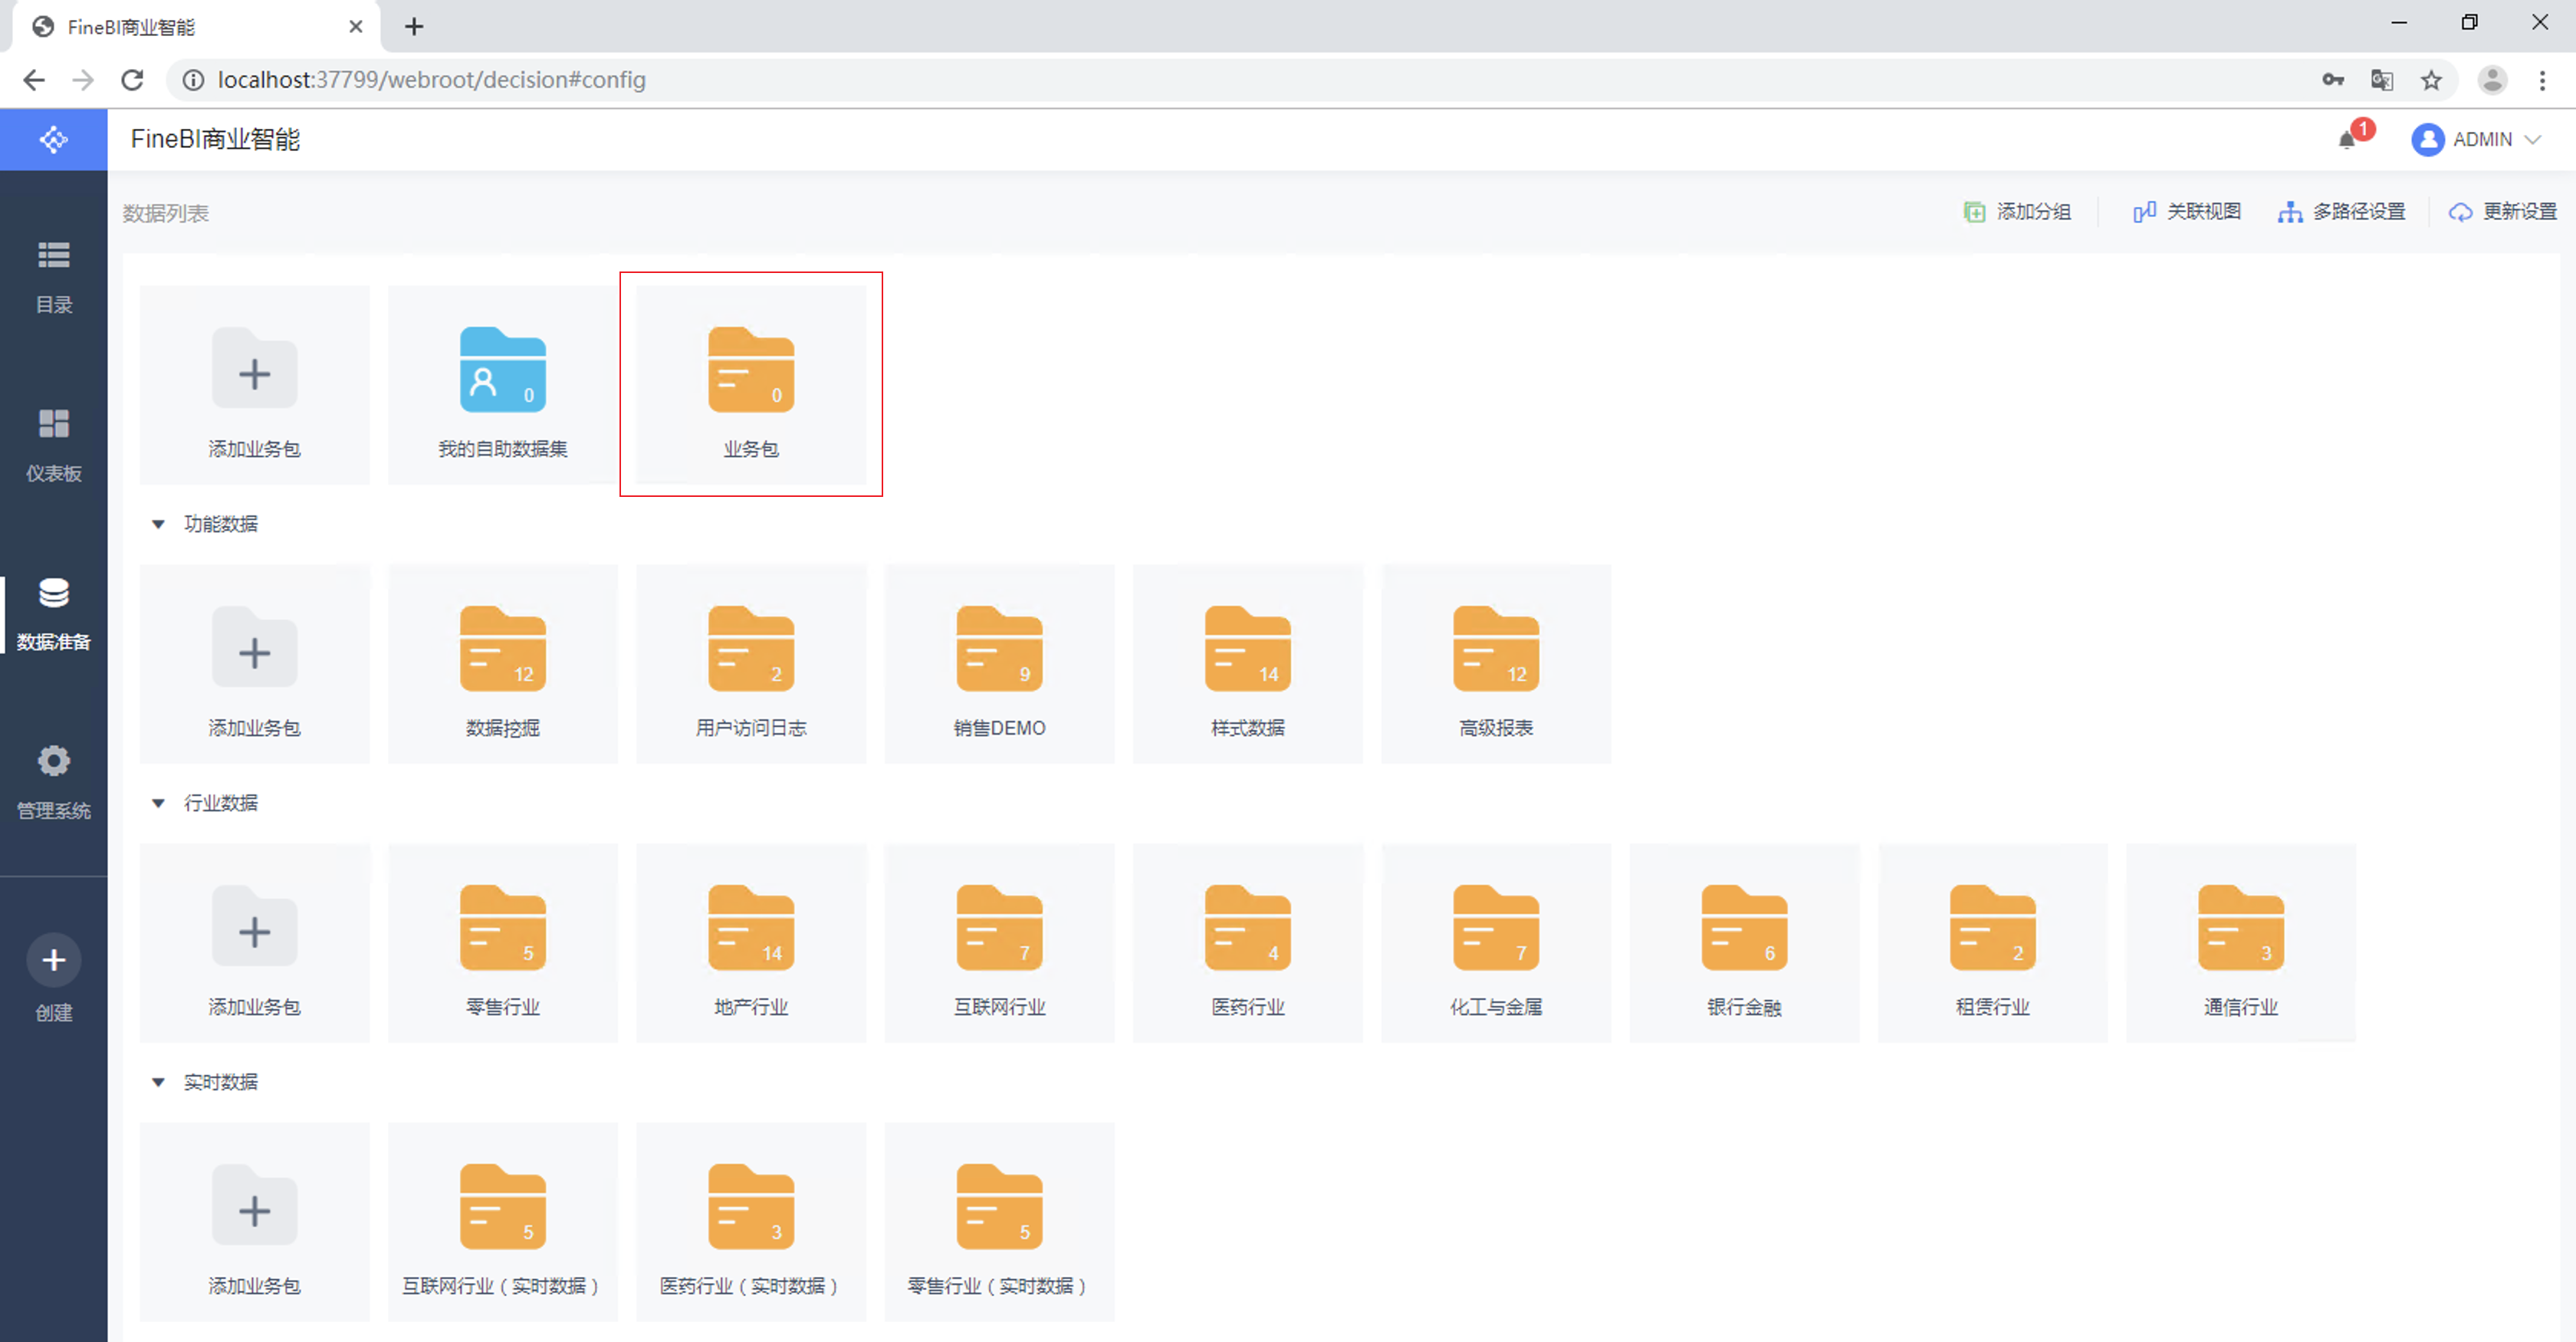 FineBI商业智能
localhost:37799/webroot/decision#config
FineBI商业智能
1
ADMIN
数据列表
添加分组
关联视图
多路径设置
更新设置
目录
仪表板
数据准备
管理系统
创建
0
0
添加业务包
我的自助数据集
业务包
功能数据
12
2
9
14
12
添加业务包
数据挖掘
用户访问日志
销售DEMO
样式数据
高级报表
行业数据
5
14
7
4
7
6
2
3
添加业务包
零售行业
地产行业
互联网行业
医药行业
化工与金属
银行金融
租赁行业
通信行业
实时数据
5
3
5
添加业务包
互联网行业（实时数据）
医药行业（实时数据）
零售行业（实时数据）